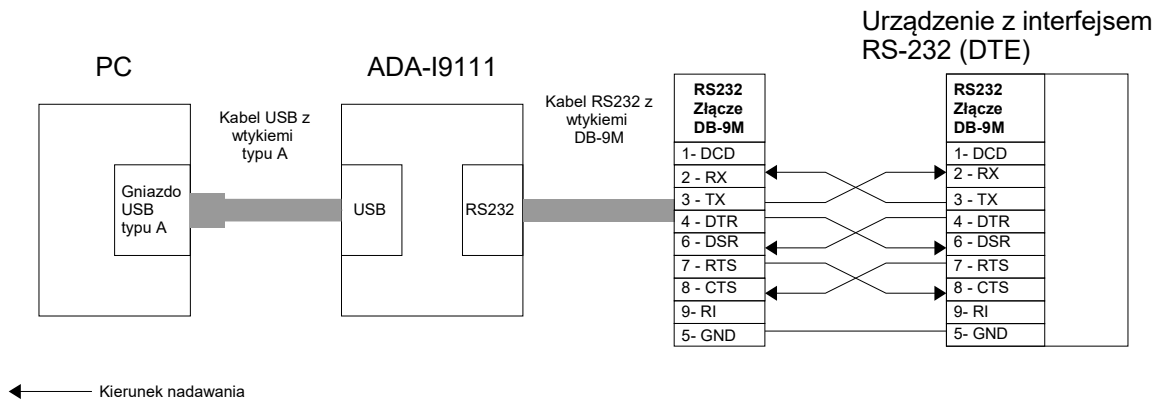 Urządzenie z interfejsem
RS-232 (DTE)
PC
ADA-I9111
Kabel USB z
wtykiemi
typu A
Kabel RS232 z
wtykiemi
DB-9M
Gniazdo
USB
typu A
USB
RS232
RS232
Złącze
DB-9M
1- DCD
2 - RX
3 - TX
4 - DTR
6 - DSR
7 - RTS
8 - CTS
9- RI
5- GND
RS232
Złącze
DB-9M
1- DCD
2 - RX
3 - TX
4 - DTR
6 - DSR
7 - RTS
8 - CTS
9- RI
5- GND
Kierunek nadawania